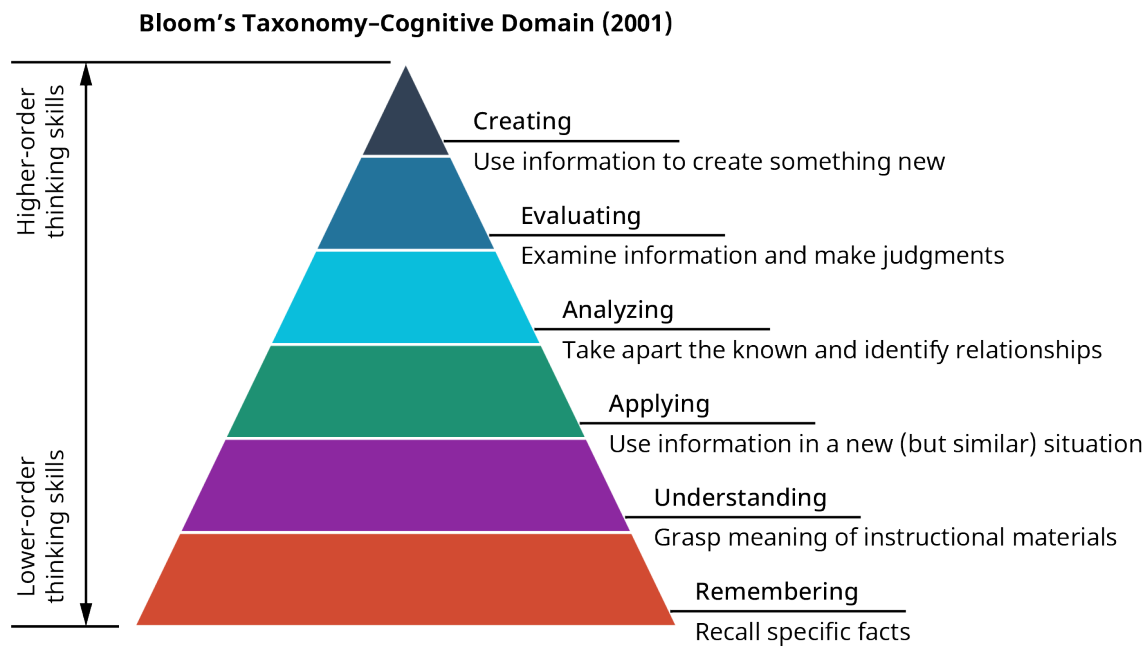 Bloom’s Taxonomy–Cognitive Domain (2001)
Higher-order
thinking skills
Creating
Use information to create something new
Evaluating
Examine information and make judgments
Analyzing
Take apart the known and identify relationships
Applying
Use information in a new (but similar) situation
Lower-order
thinking skills
Understanding
Grasp meaning of instructional materials
Remembering
Recall specific facts